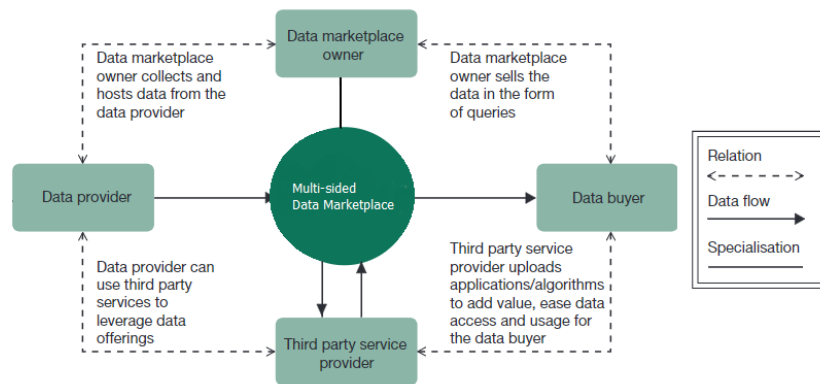 Data marketplace
owner
Data marketplace
owner collects and
hosts data from the
data provider
Data marketplace
owner sells the
data in the form
of queries
Data provider
Multi-sided
Data Marketplace
Data buyer
Data provider can
use third party
services to
leverage data
offerings
Third party service
provider uploads
applications/algorithms
to add value, ease data
access and usage for
the data buyer
Third party service
provider
Relation
Data flow
Specialisation